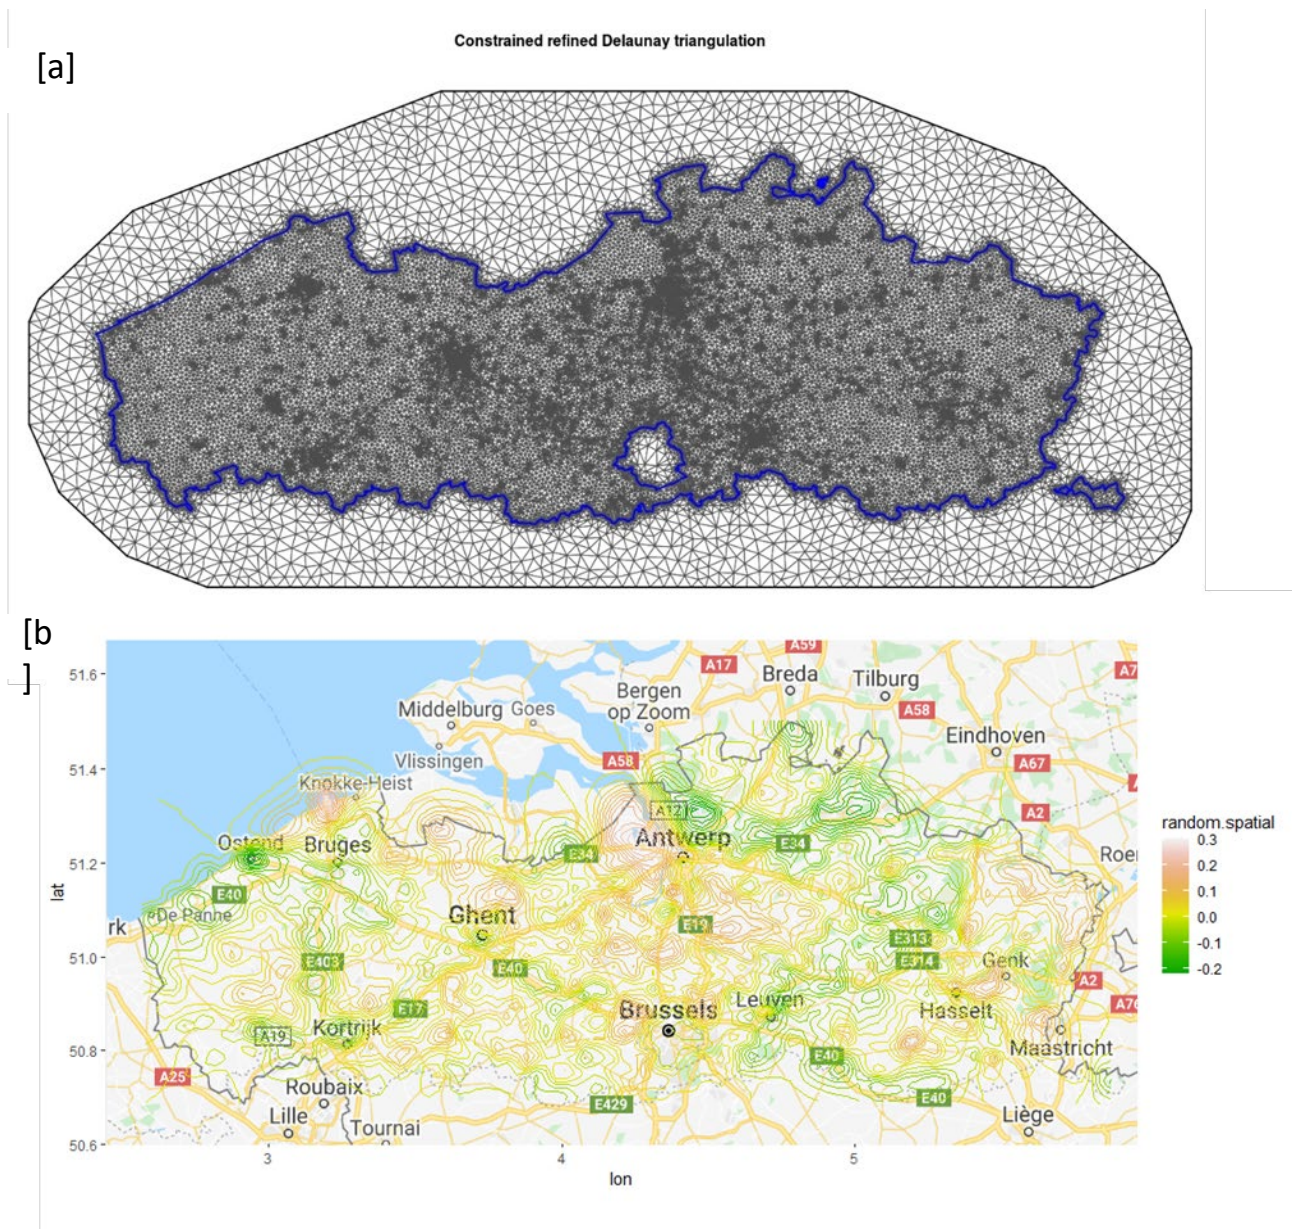 Constrained refined Delaunay triangulation
[a]
[b
]
51.6
51.4
51.2
51.0
50.8
50.6
lat
3
4
5
lon
A59
A17
Breda
Tilburg
A58
Bergen
op Zoom
Middelburg
Goes
Eindhoven
Vlissingen
A58
A67
Knokke-Heist
A12
A2
Ostend
Bruges
Antwerp
E34
E34
E40
De Panne
rk
Ghent
E19
E403
E40
E313
E314
Genk
A2
A19
E17
Kortrijk
Brussels
Leuven
Hasselt
Maastricht
E40
A25
Roubaix
Lille
Tournai
E429
E40
Liège
random.spatial
0.3
0.2
0.1
0.0
-0.1
-0.2